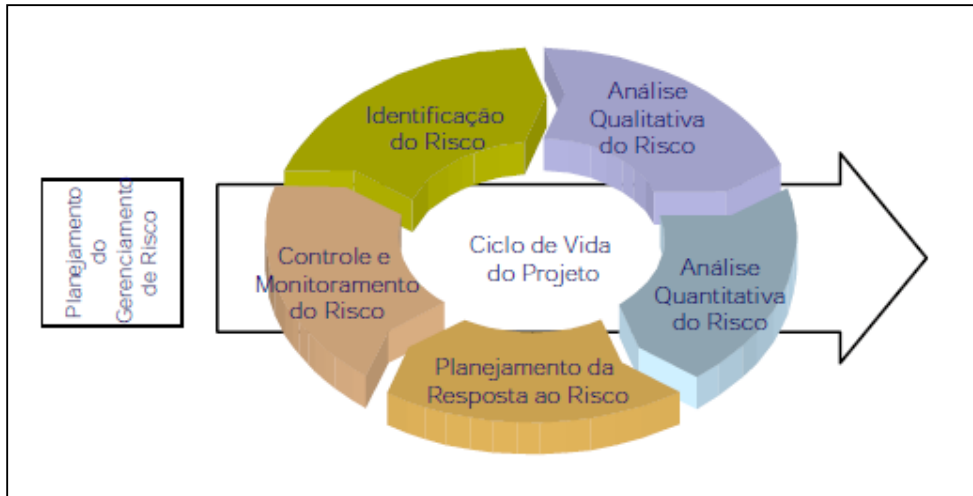 Planejamento
do
Gerenciamento
de Risco
Identificação
do Risco
Análise
Qualitativa
do Risco
Controle e
Monitoramento
do Risco
Ciclo de Vida
do Projeto
Análise
Quantitativa
do Risco
Planejamento da
Resposta ao Risco